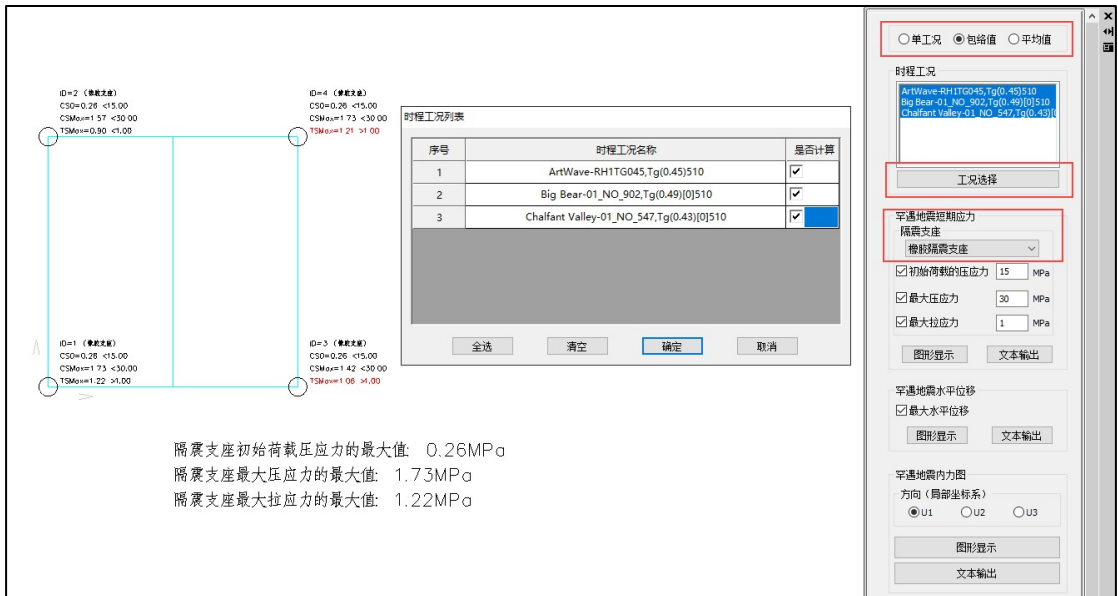 ID=2 (橡胶支座)
CS0=0.26 <15.00
CSMax=1.57 <30.00
TSMax=0.90 <1.00
ID=4 (橡胶支座)
CS0=0.26 <15.00
CSMax=1.73 <30.00
TSMax=1.21 >1.00
ID=1 (橡胶支座)
CS0=0.26 <15.00
CSMax=1.73 <30.00
TSMax=1.22 >1.00
ID=3 (橡胶支座)
CS0=0.26 <15.00
CSMax=1.42 <30.00
TSMax=1.06 >1.00
隔震支座初始荷载压应力的最大值: 0.26MPa
隔震支座最大压应力的最大值: 1.73MPa
隔震支座最大拉应力的最大值: 1.22MPa
时程工况列表
序号 时程工况名称 是否计算
1 ArtWave-RH1TG045,Tg(0.45)510
2 Big Bear-01_NO_902,Tg(0.49)[0]510
3 Chalfant Valley-01_NO_547,Tg(0.43)[0]510
全选 清空 确定 取消
单工况 包络值 平均值
时程工况
ArtWave-RH1TG045,Tg(0.45)510
Big Bear-01_NO_902,Tg(0.49)[0]510
Chalfant Valley-01_NO_547,Tg(0.43)[
工况选择
罕遇地震短期应力
隔震支座
橡胶隔震支座
初始荷载的压应力 15 MPa
最大压应力 30 MPa
最大拉应力 1 MPa
图形显示 文本输出
罕遇地震水平位移
最大水平位移
图形显示 文本输出
罕遇地震内力图
方向（局部坐标系）
U1 U2 U3
图形显示
文本输出